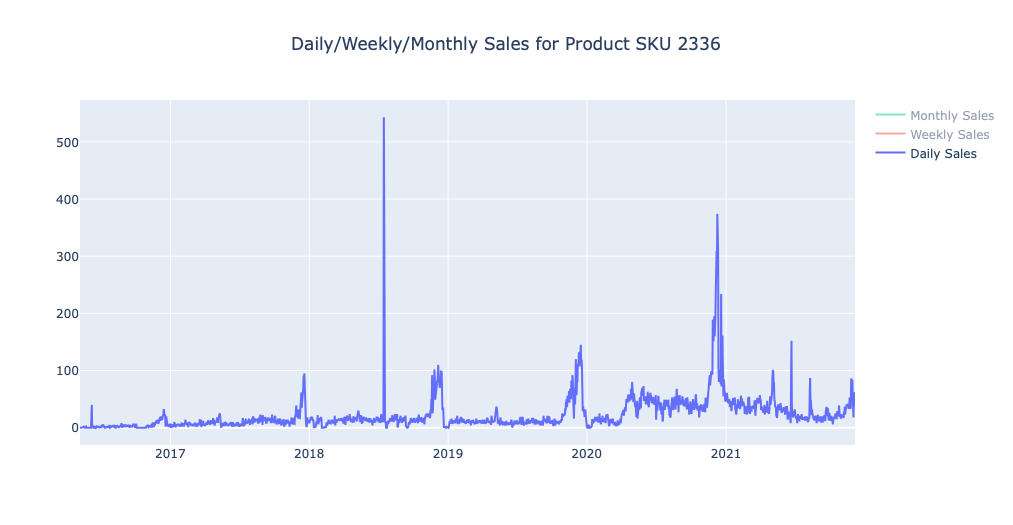 Daily/Weekly/Monthly Sales for Product SKU 2336
Monthly Sales
Weekly Sales
Daily Sales
500
400
300
200
100
0
2017 2018 2019 2020 2021